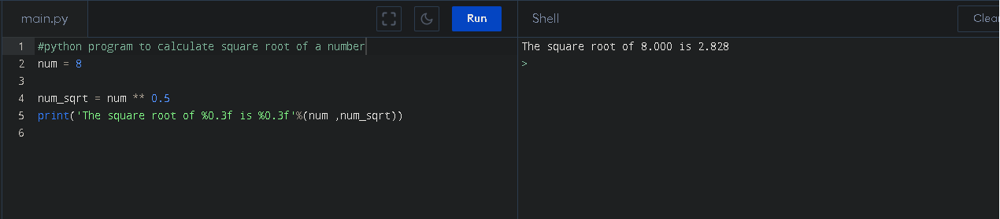 main.py
Run
Shell
1 #python program to calculate square root of a number
2 num = 8
3
4 num_sqrt = num ** 0.5
5 print('The square root of %0.3f is %0.3f'%(num ,num_sqrt))
6
The square root of 8.000 is 2.828
>